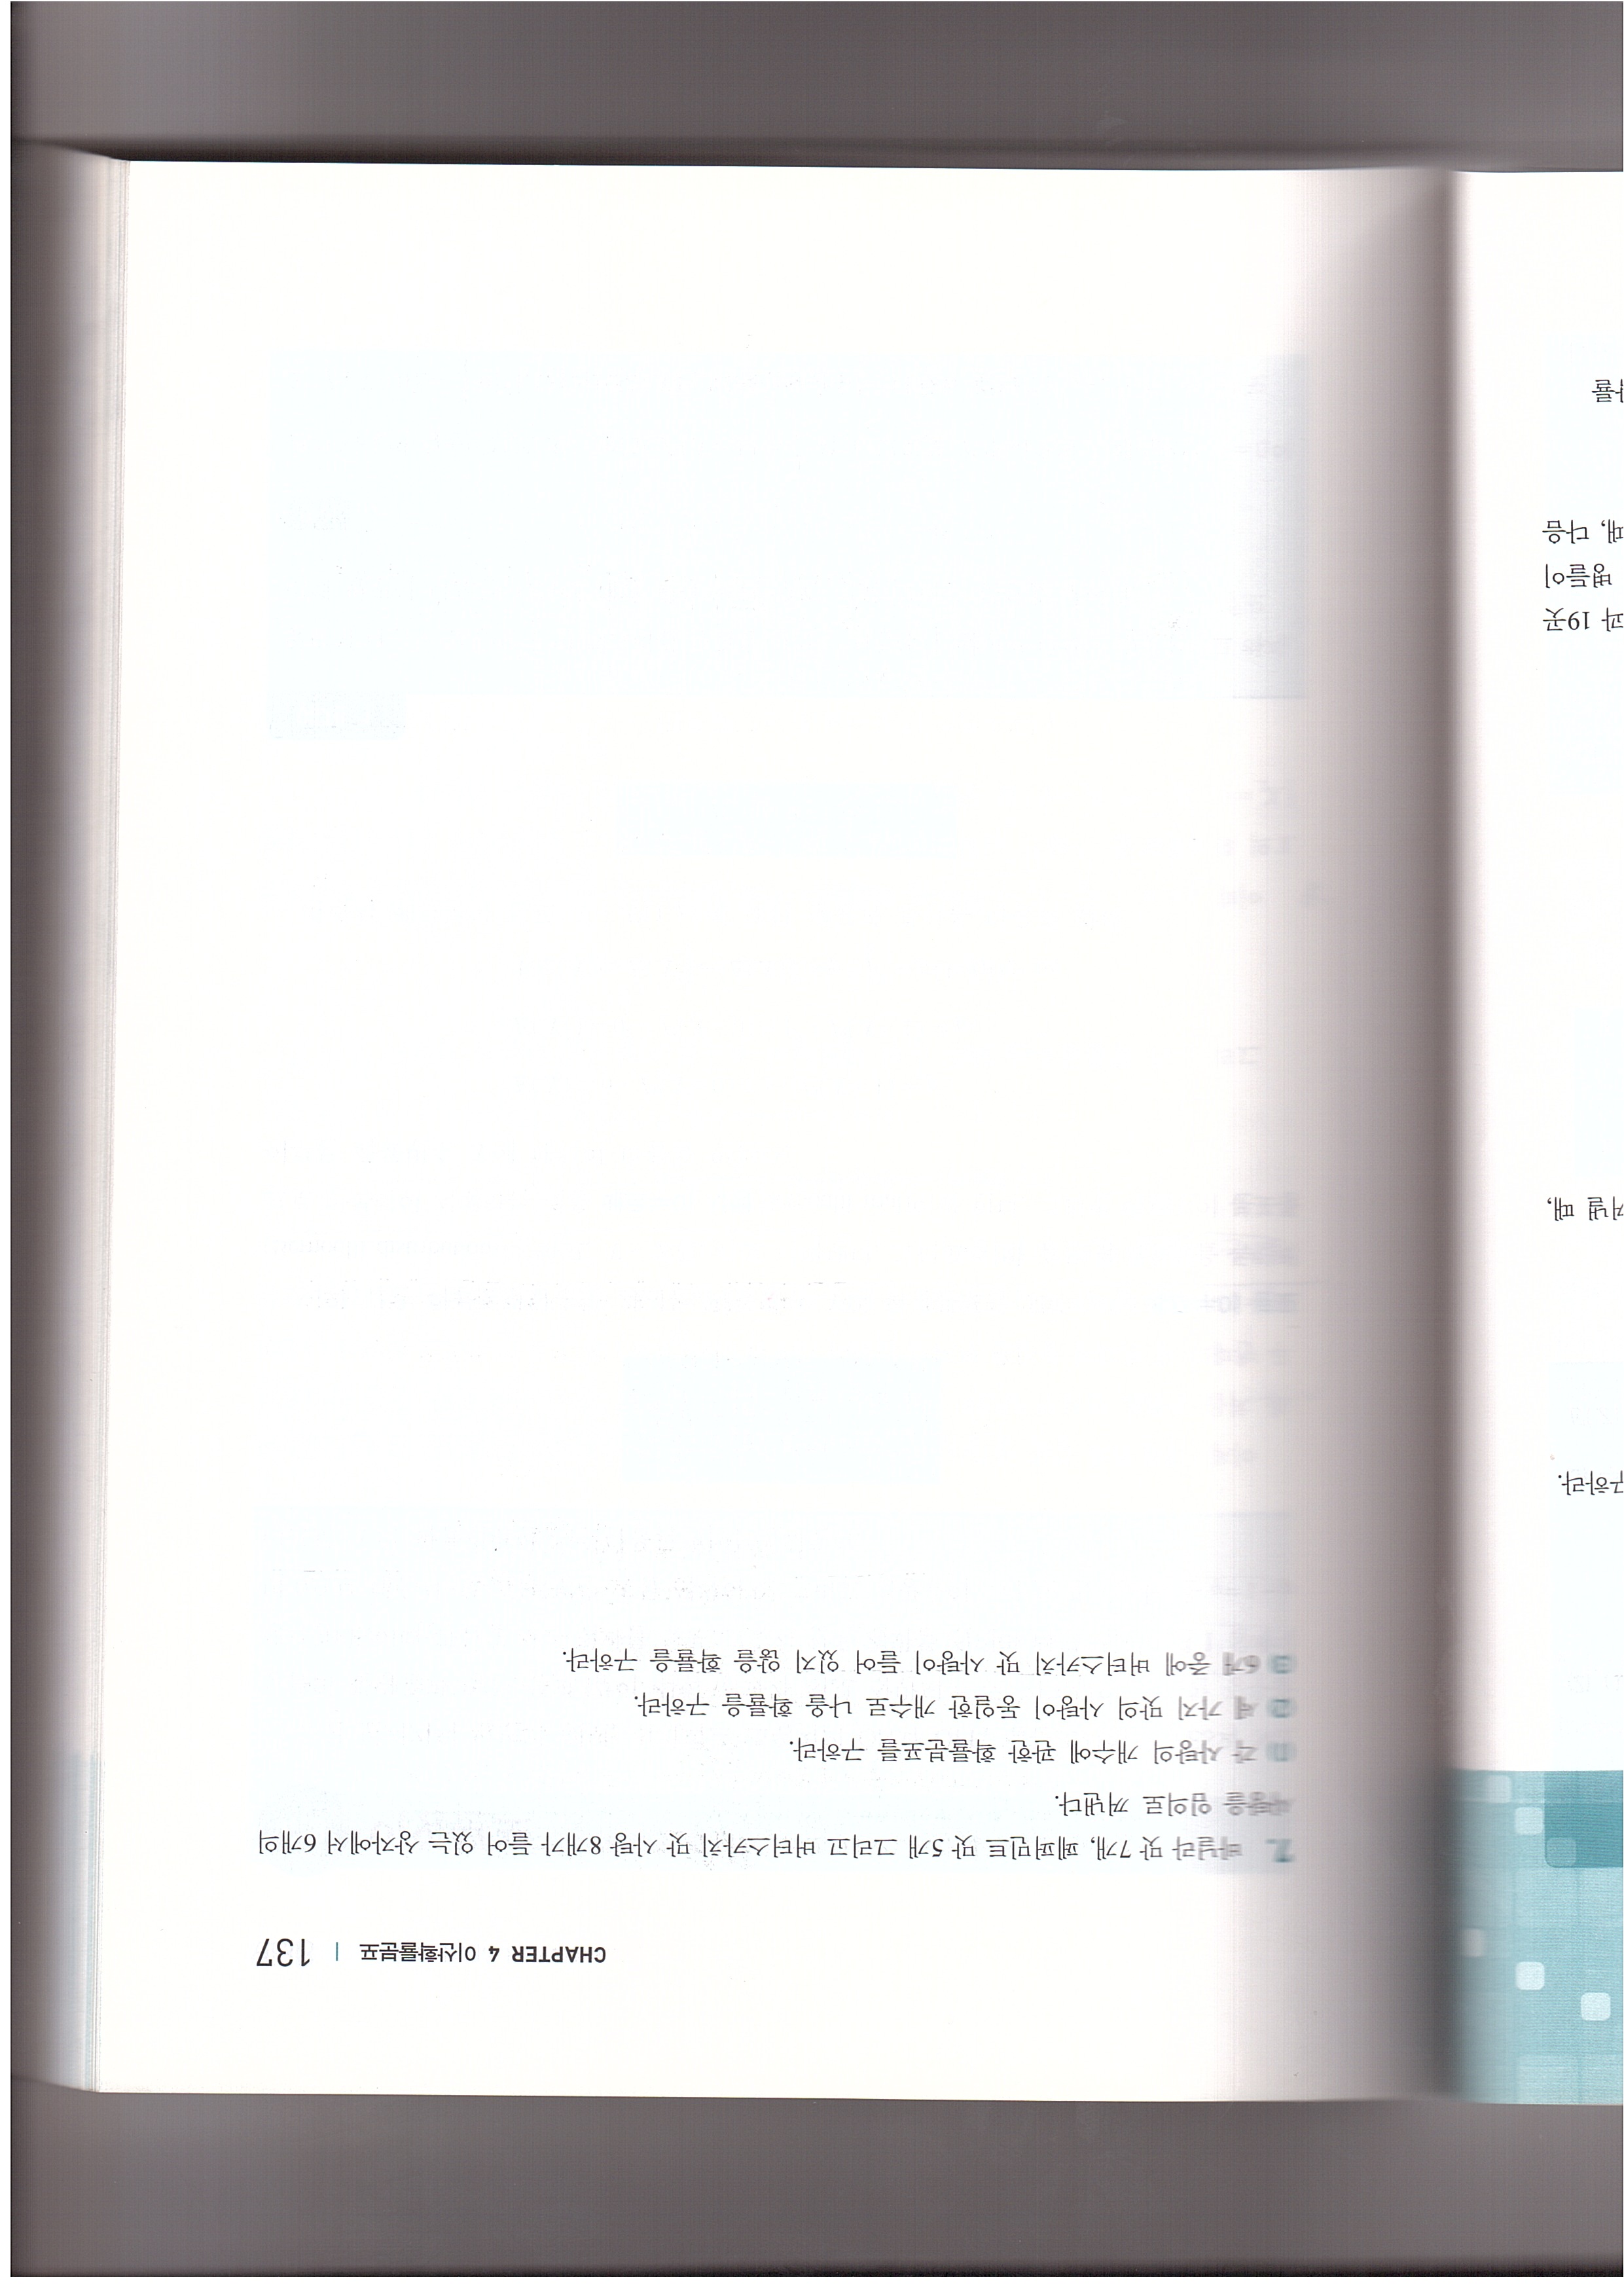 CHAPTER 4 이산확률분포 | 137
7. 바닐라 맛 7개, 페퍼민트 맛 5개 그리고 버터스카치 맛 사탕 8개가 들어 있는 상자에서 6개의
사탕을 임의로 꺼낸다.
(1) 각 사탕의 개수에 관한 확률분포를 구하라.
(2) 세 가지 맛의 사탕이 동일한 개수로 나올 확률을 구하라.
(3) 6개 중에 버터스카치 맛 사탕이 들어 있지 않을 확률을 구하라.
구하라.
꺼낼 때,
과 19곳
병들이
때, 다음
확률